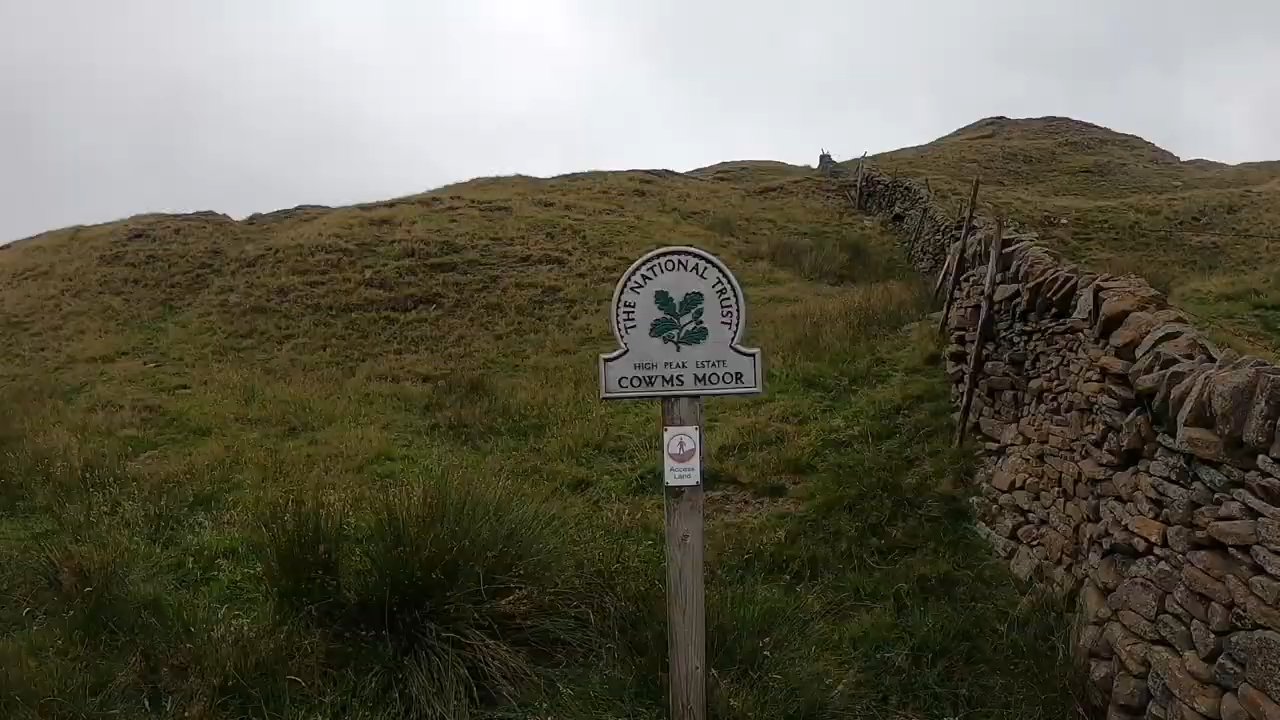 THE NATIONAL TRUST
HIGH PEAK ESTATE
COWMS MOOR
Access
Land